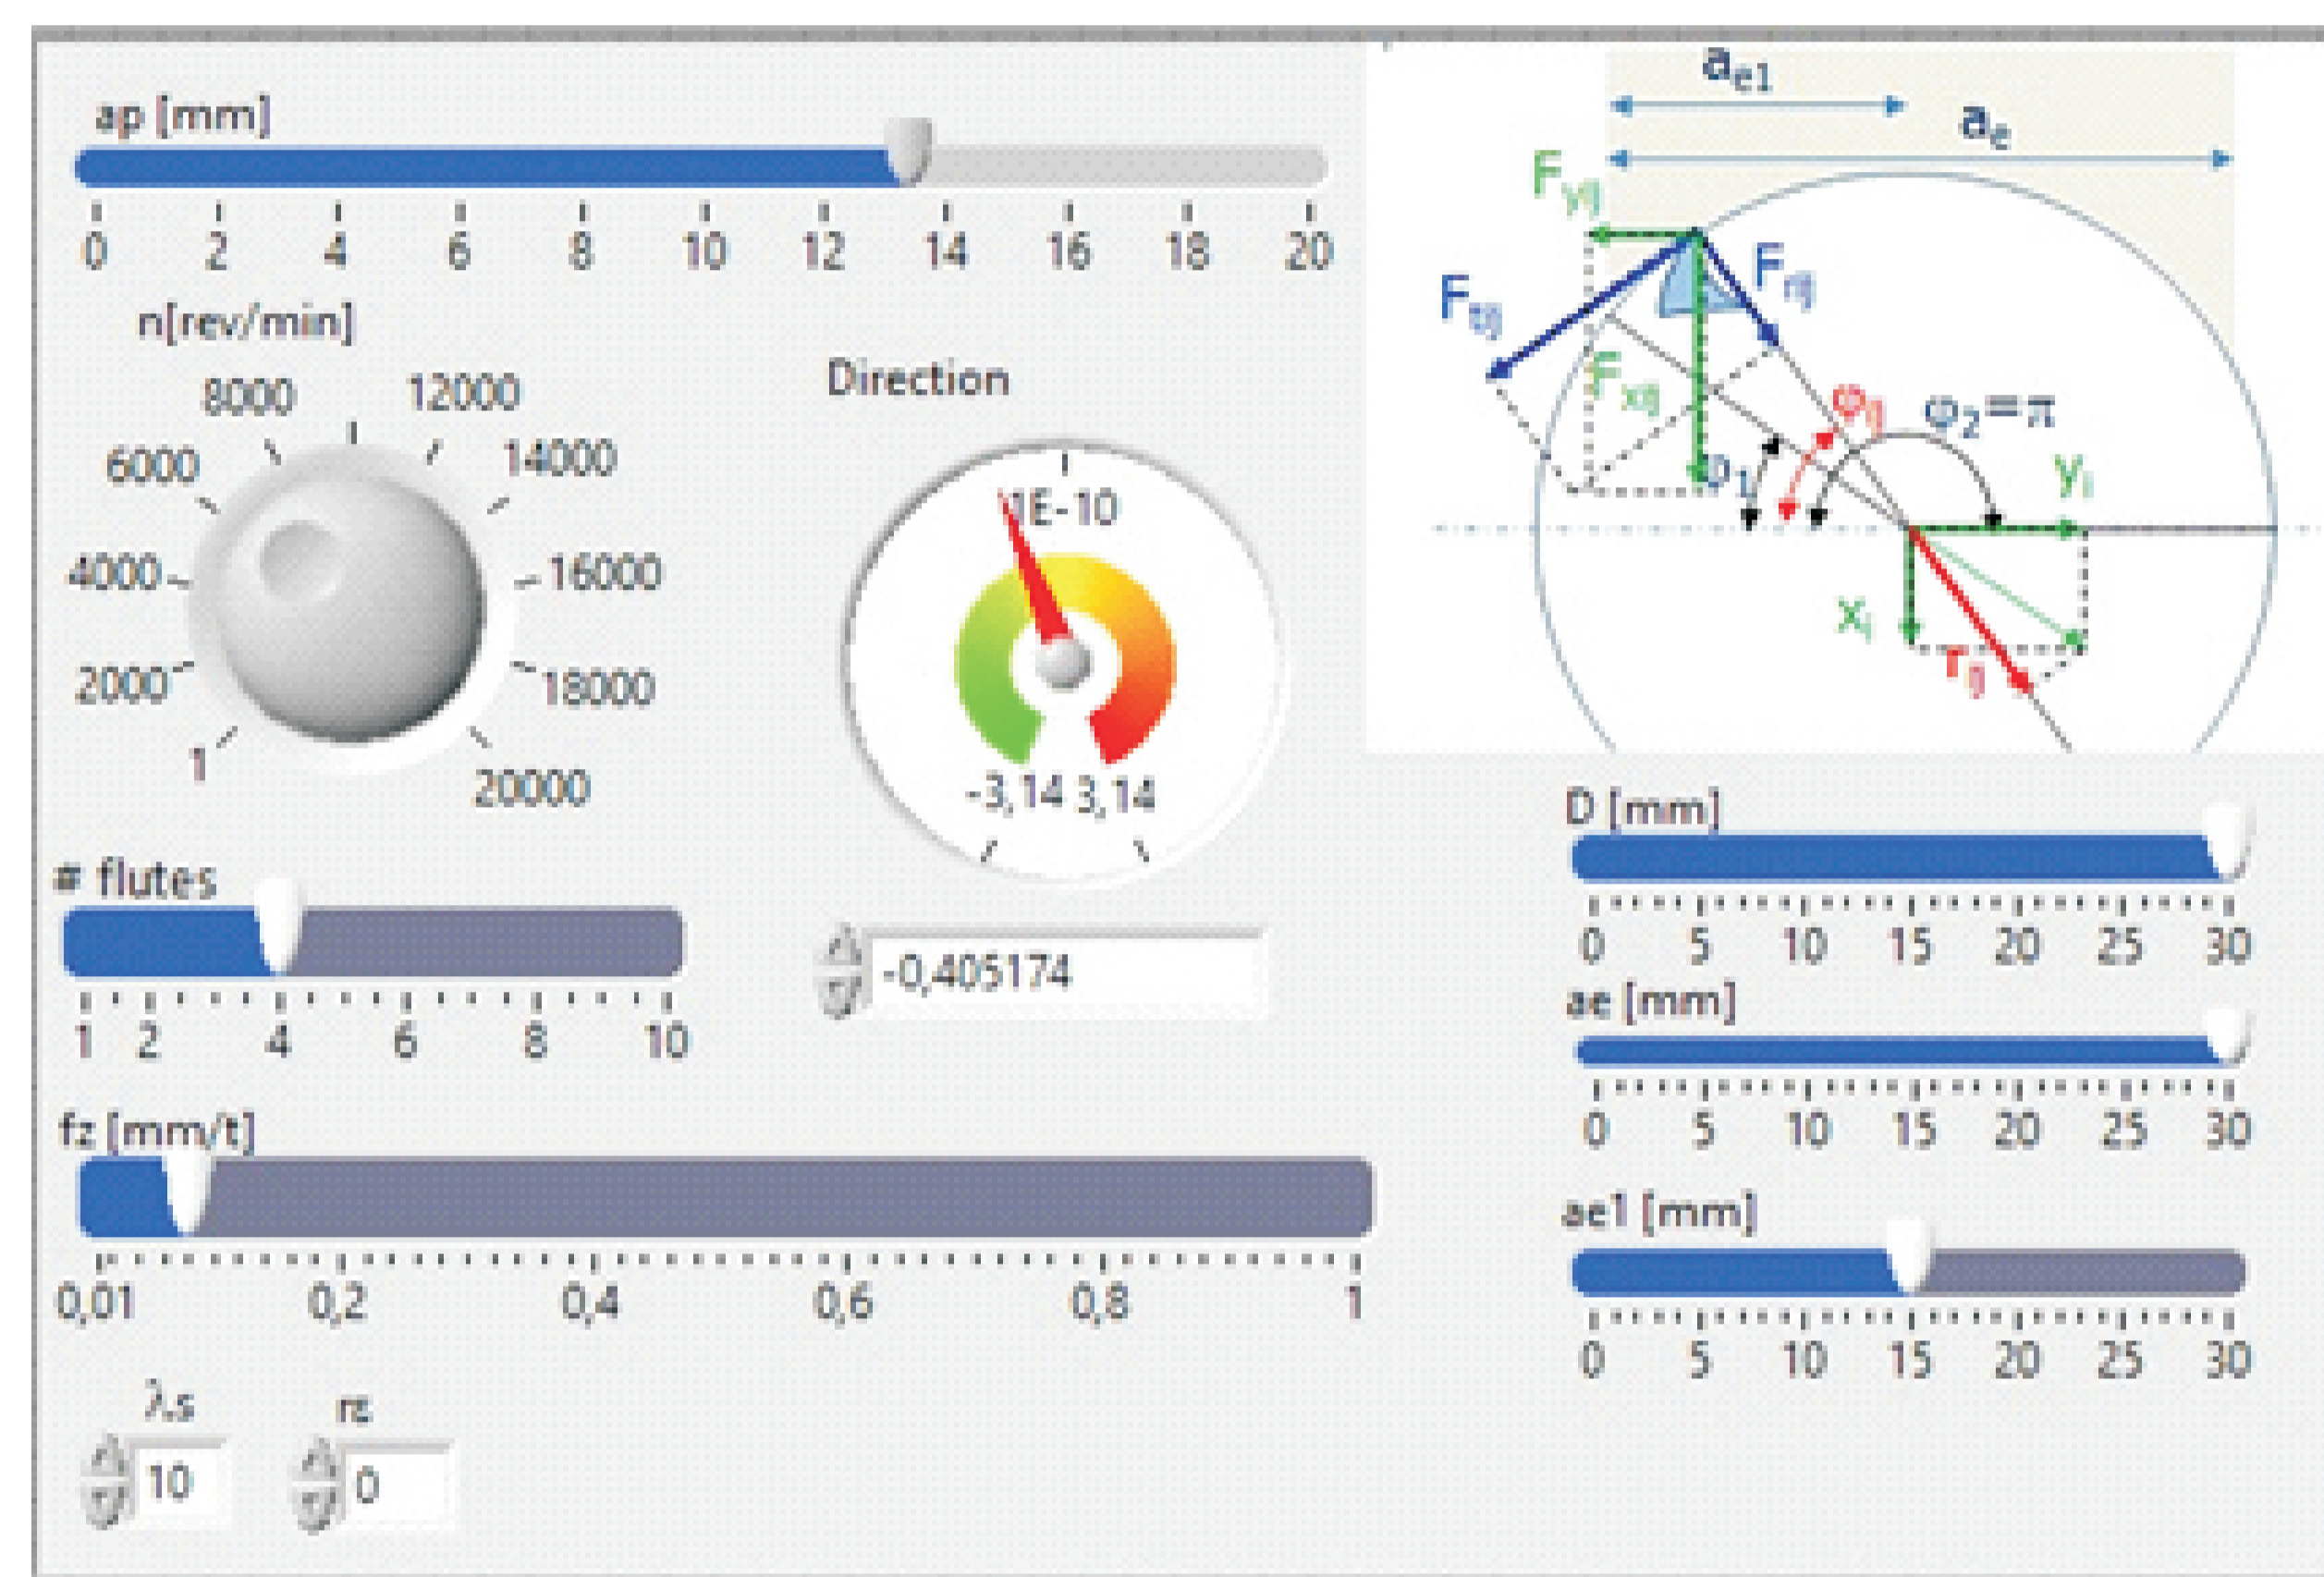 ap [mm]
0 2 4 6 8 10 12 14 16 18 20
n[rev/min]
8000 12000
6000 14000
4000 16000
2000 18000
1 20000
Direction
1E-10
-3,14 3,14
-0,405174
# flutes
1 2 4 6 8 10
fz [mm/t]
0,01 0,2 0,4 0,6 0,8 1
λs rε
10 0
ae1
ae
Fyij
Ftij Frij
Fxij
φ1 φij φ2=π
yi
xi
rij
D [mm]
0 5 10 15 20 25 30
ae [mm]
0 5 10 15 20 25 30
ae1 [mm]
0 5 10 15 20 25 30